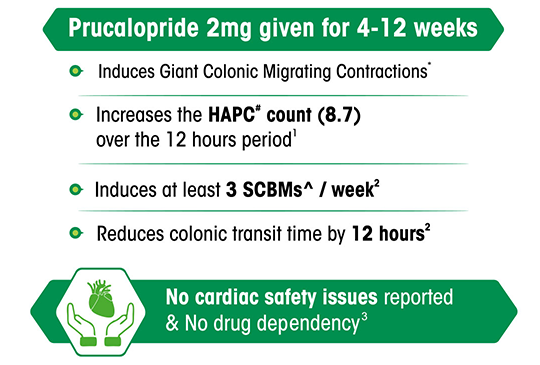 Prucalopride 2mg given for 4-12 weeks
Induces Giant Colonic Migrating Contractions*
Increases the HAPC# count (8.7)
over the 12 hours period1
Induces at least 3 SCBMs^ / week2
Reduces colonic transit time by 12 hours2
No cardiac safety issues reported
& No drug dependency3